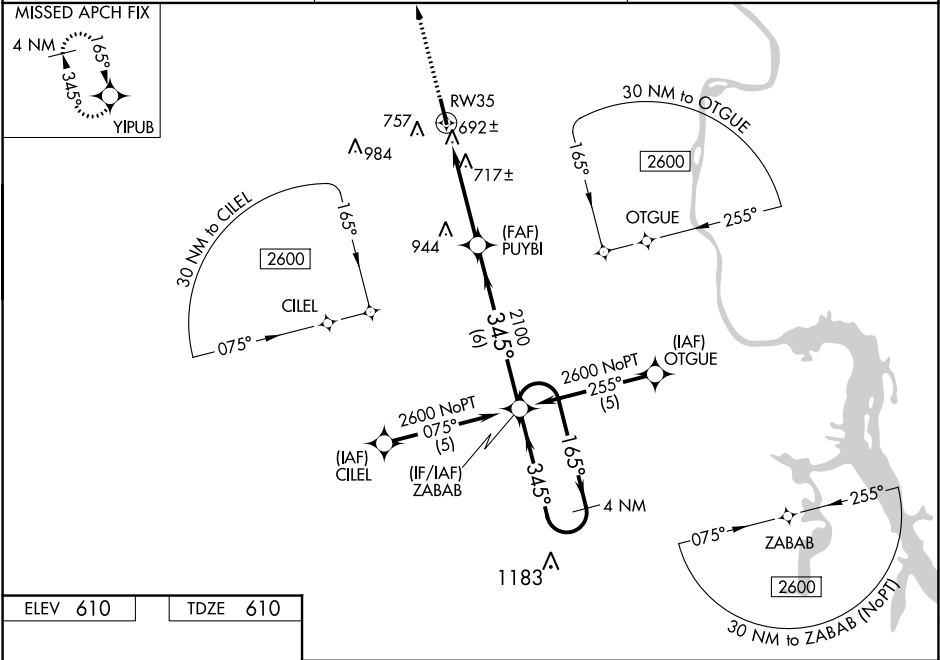 MISSED APCH FIX
4 NM
165°
345°
YIPUB
RW35
757
692±
984
717±
30 NM to OTGUE
165°
2600
OTGUE
255°
30 NM to CILEL
165°
2600
CILEL
075°
944
(FAF)
PUYBI
2100
345°
(6)
(IAF)
OTGUE
2600 NoPT
255°
(5)
2600 NoPT
075°
(5)
(IAF)
CILEL
(IF/IAF)
ZABAB
345°
165°
4 NM
1183
075°
255°
ZABAB
2600
30 NM to ZABAB (NoPT)
ELEV 610
TDZE 610